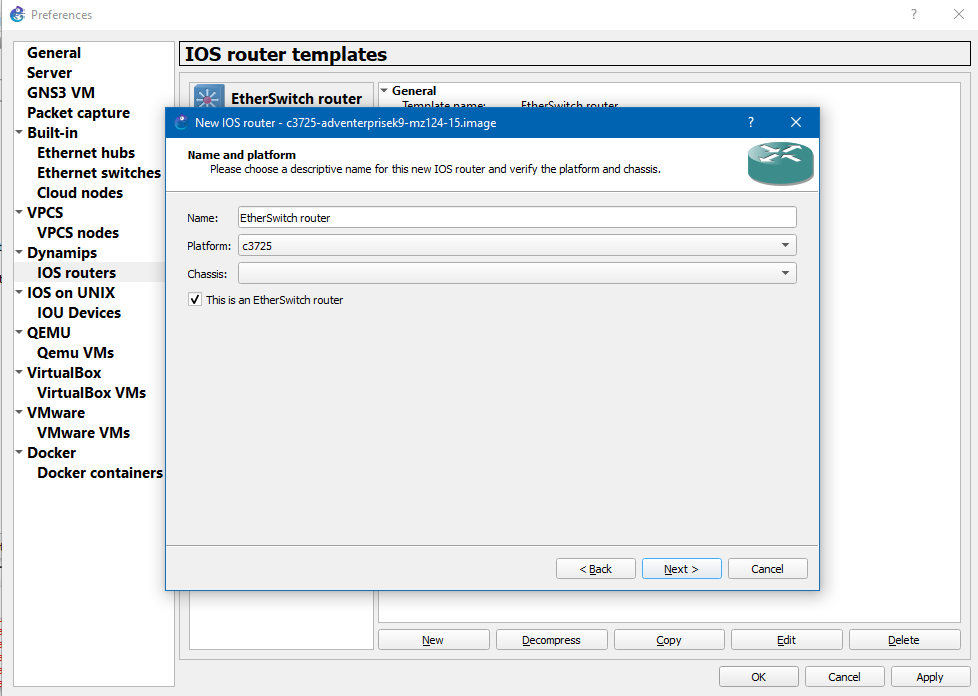 Preferences
?
General
Server
GNS3 VM
Packet capture
Built-in
Ethernet hubs
Ethernet switches
Cloud nodes
VPCS
VPCS nodes
Dynamips
IOS routers
IOS on UNIX
IOU Devices
QEMU
Qemu VMs
VirtualBox
VirtualBox VMs
VMware
VMware VMs
Docker
Docker containers
IOS router templates
EtherSwitch router
General
Template name: EtherSwitch router
New IOS router - c3725-adventerprisek9-mz124-15.image
?
Name and platform
Please choose a descriptive name for this new IOS router and verify the platform and chassis.
Name: EtherSwitch router
Platform: c3725
Chassis:
This is an EtherSwitch router
< Back Next > Cancel
New Decompress Copy Edit Delete
OK Cancel Apply